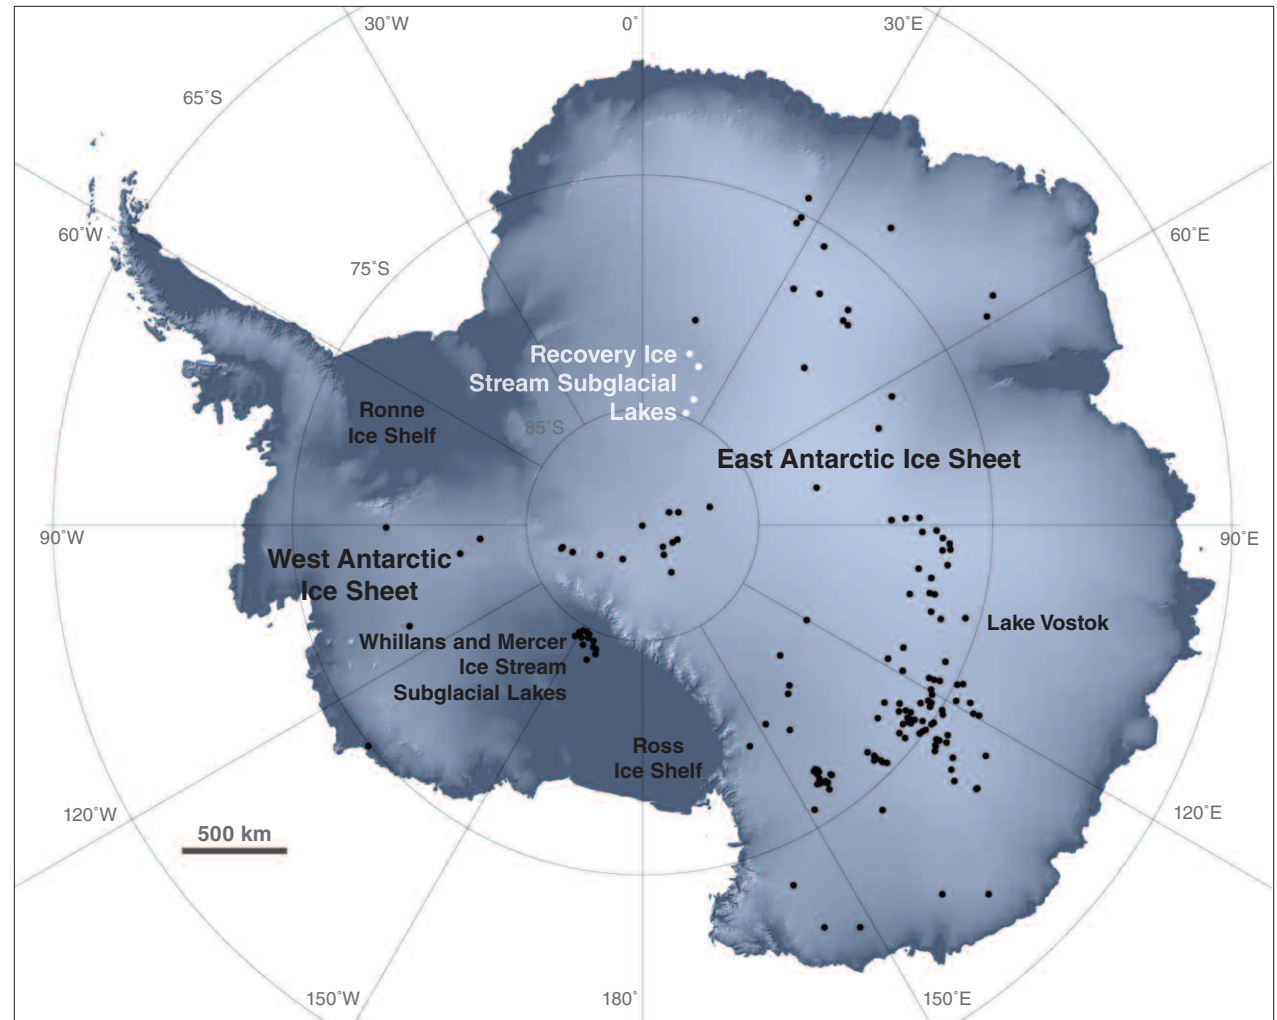 30˚W
0˚
30˚E
65˚S
60˚W
60˚E
75˚S
Recovery Ice
Stream Subglacial
Lakes
Ronne
Ice Shelf
85˚S
East Antarctic Ice Sheet
90˚W
90˚E
West Antarctic
Ice Sheet
Lake Vostok
Whillans and Mercer
Ice Stream
Subglacial Lakes
Ross
Ice Shelf
120˚W
120˚E
500 km
150˚W
180˚
150˚E